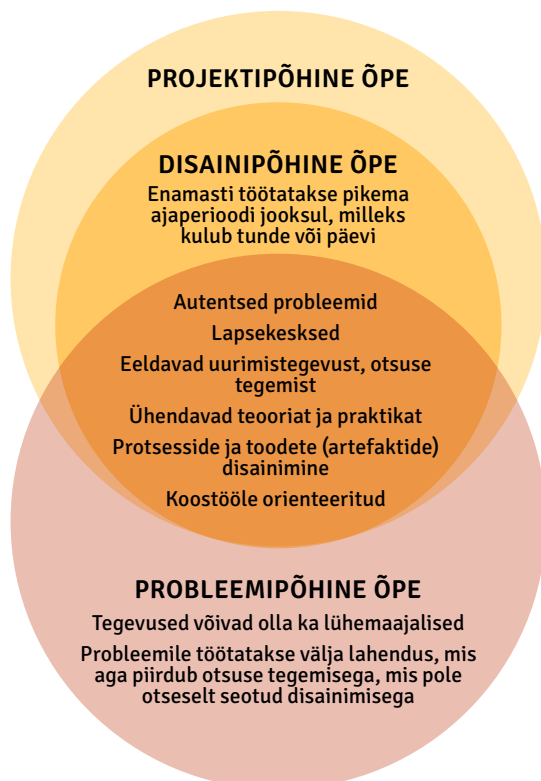 PROJEKTIPÕHINE ÕPE
DISAINIPÕHINE ÕPE
Enamasti töötatakse pikema
ajaperioodi jooksul, milleks
kulub tunde või päevi
Autentsed probleemid
Lapsekesksed
Eeldavad uurimistegevust, otsuse
tegemist
Ühendavad teooriat ja praktikat
Protsesside ja toodete (artefaktide)
disainimine
Koostööle orienteeritud
PROBLEEMIPÕHINE ÕPE
Tegevused võivad olla ka lühemaajalised
Probleemile töötatakse välja lahendus, mis
aga piirdub otsuse tegemisega, mis pole
otseselt seotud disainimisega